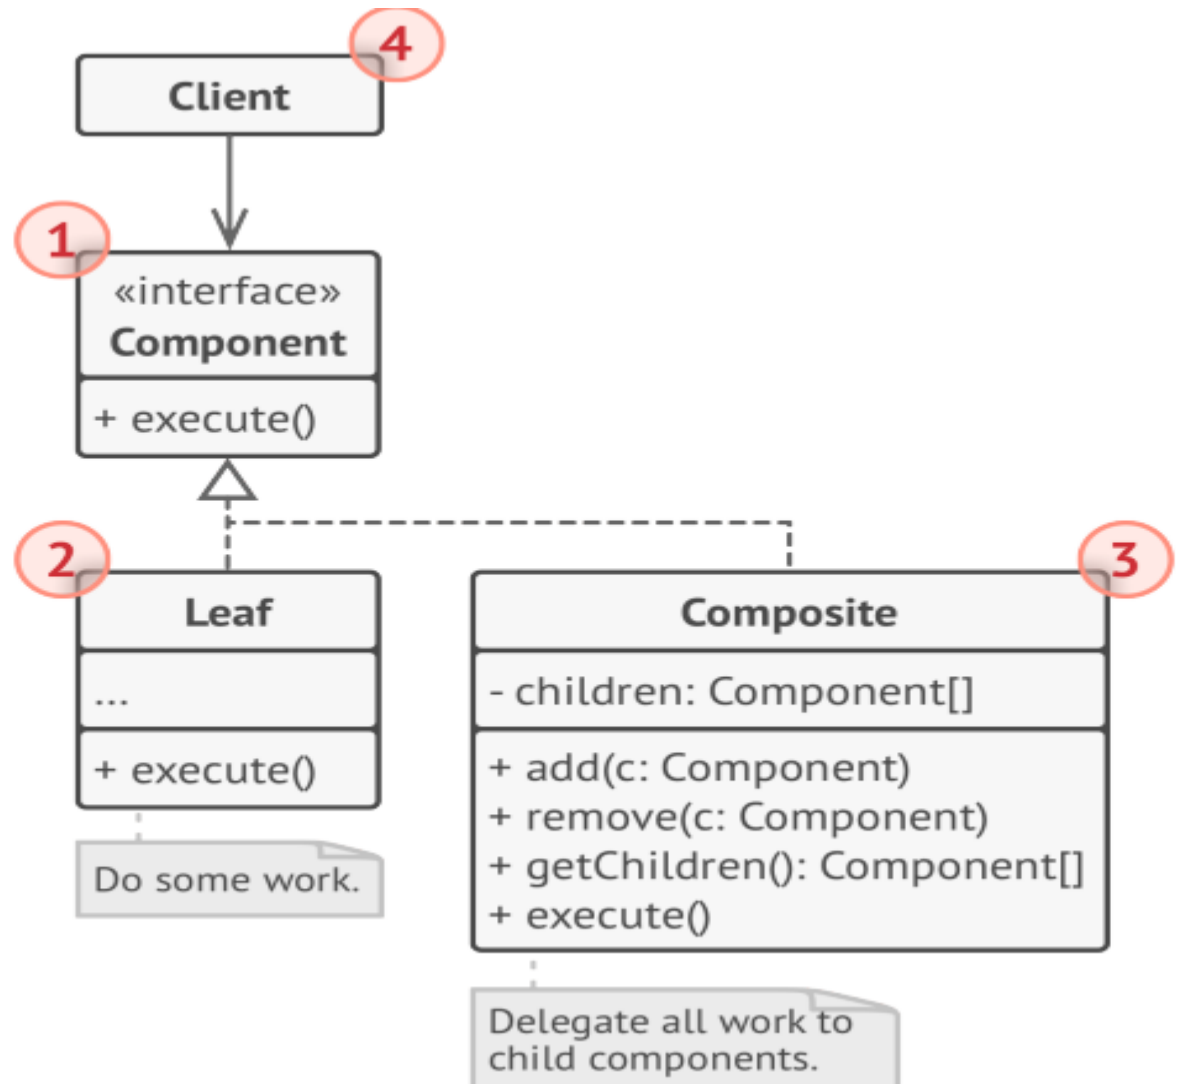 4
Client
1
«interface»
Component
+ execute()
2
Leaf
...
+ execute()
Do some work.
3
Composite
- children: Component[]
+ add(c: Component)
+ remove(c: Component)
+ getChildren(): Component[]
+ execute()
Delegate all work to
child components.